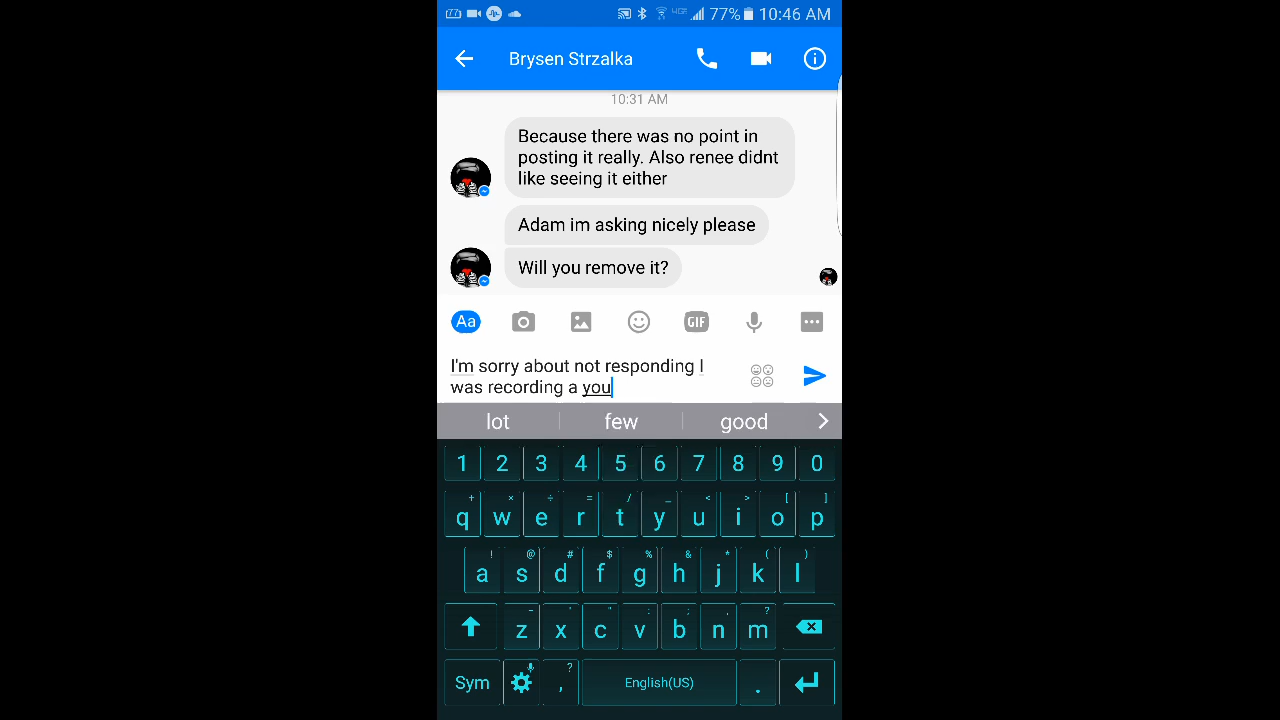 77 77% 10:46 AM
Brysen Strzalka
10:31 AM
Because there was no point in
posting it really. Also renee didnt
like seeing it either
Adam im asking nicely please
Will you remove it?
Aa GIF
I'm sorry about not responding I
was recording a you
lot few good
1 2 3 4 5 6 7 8 9 0
+ × ÷ = / _ < > [ ]
q w e r t y u i o p
! @ # $ % & * ( )
a s d f g h j k l
- ' " : ; , ?
z x c v b n m
Sym , ? English(US) .